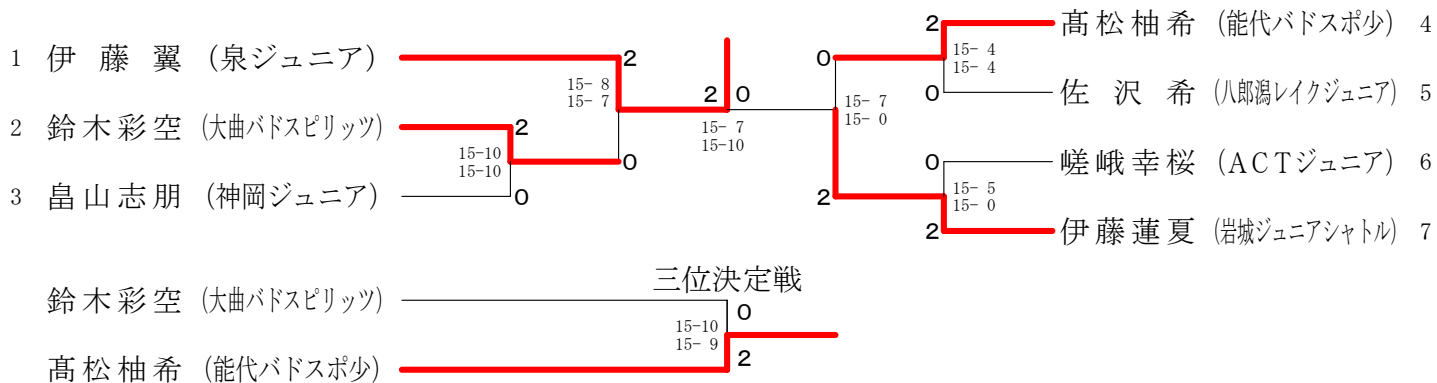 1 伊藤翼 (泉ジュニア)
2
15- 8
15- 7
2 鈴木彩空 (大曲バドスピリッツ)
2
15-10
15-10
0
3 畠山志朋 (神岡ジュニア)
0
2 0
15- 7
15-10
2 髙松柚希 (能代バドスポ少) 4
0
15- 4
15- 4
0 佐沢希 (八郎潟レイクジュニア) 5
15- 7
15- 0
0 嵯峨幸桜 (ACTジュニア) 6
2
15- 5
15- 0
2 伊藤蓮夏 (岩城ジュニアシャトル) 7
三位決定戦
鈴木彩空 (大曲バドスピリッツ)
0
15-10
15- 9
髙松柚希 (能代バドスポ少)
2